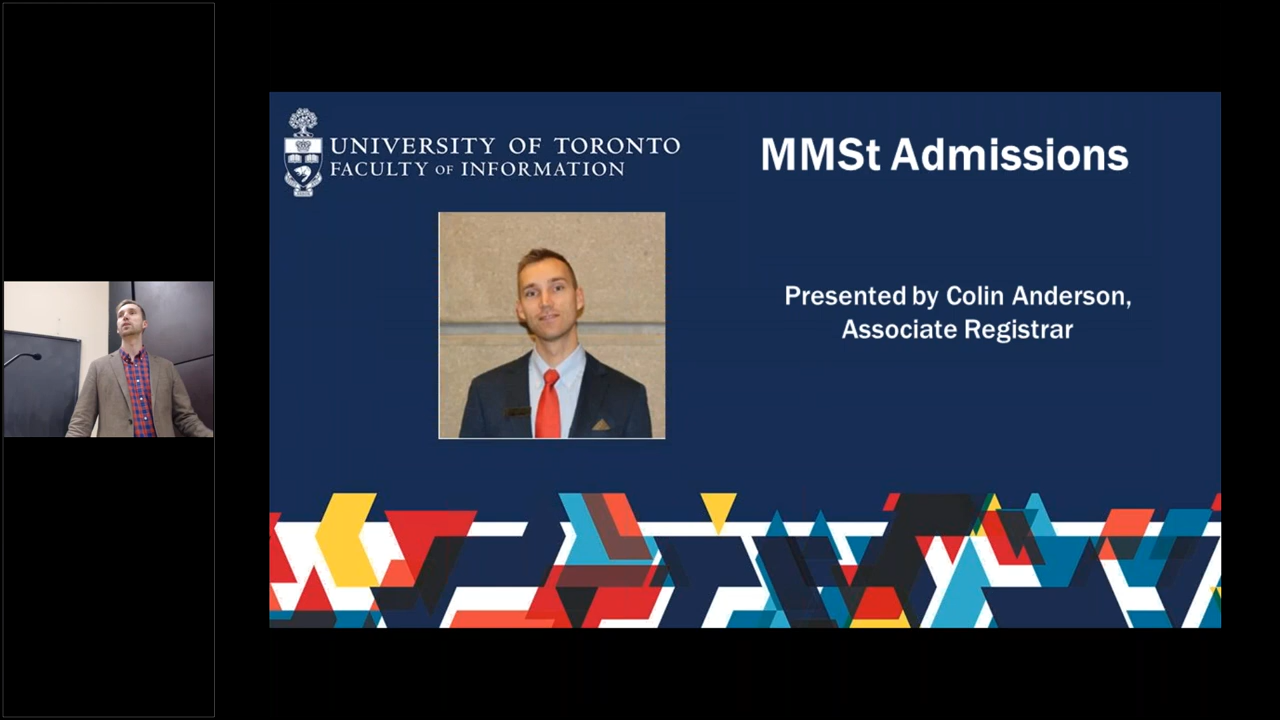 UNIVERSITY OF TORONTO
FACULTY OF INFORMATION
MMSt Admissions
Presented by Colin Anderson,
Associate Registrar